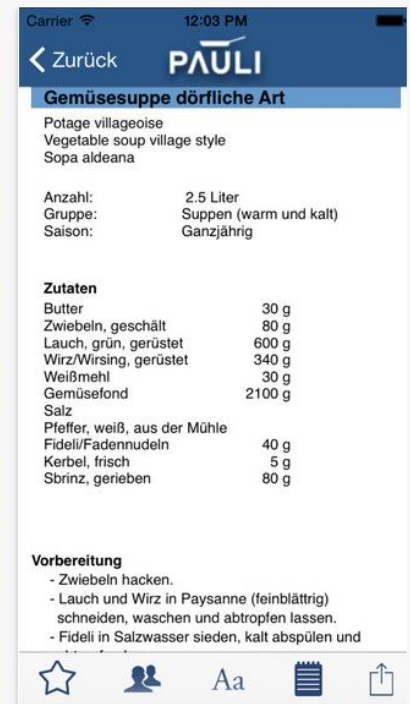 Carrier 12:03 PM
Zurück PAULI
Gemüsesuppe dörfliche Art
Potage villageoise
Vegetable soup village style
Sopa aldeana
Anzahl: 2.5 Liter
Gruppe: Suppen (warm und kalt)
Saison: Ganzjährig
Zutaten
Butter 30 g
Zwiebeln, geschält 80 g
Lauch, grün, gerüstet 600 g
Wirz/Wirsing, gerüstet 340 g
Weißmehl 30 g
Gemüsefond 2100 g
Salz
Pfeffer, weiß, aus der Mühle
Fideli/Fadennudeln 40 g
Kerbel, frisch 5 g
Sbrinz, gerieben 80 g
Vorbereitung
- Zwiebeln hacken.
- Lauch und Wirz in Paysanne (feinblättrig)
schneiden, waschen und abtropfen lassen.
- Fideli in Salzwasser sieden, kalt abspülen und
Aa